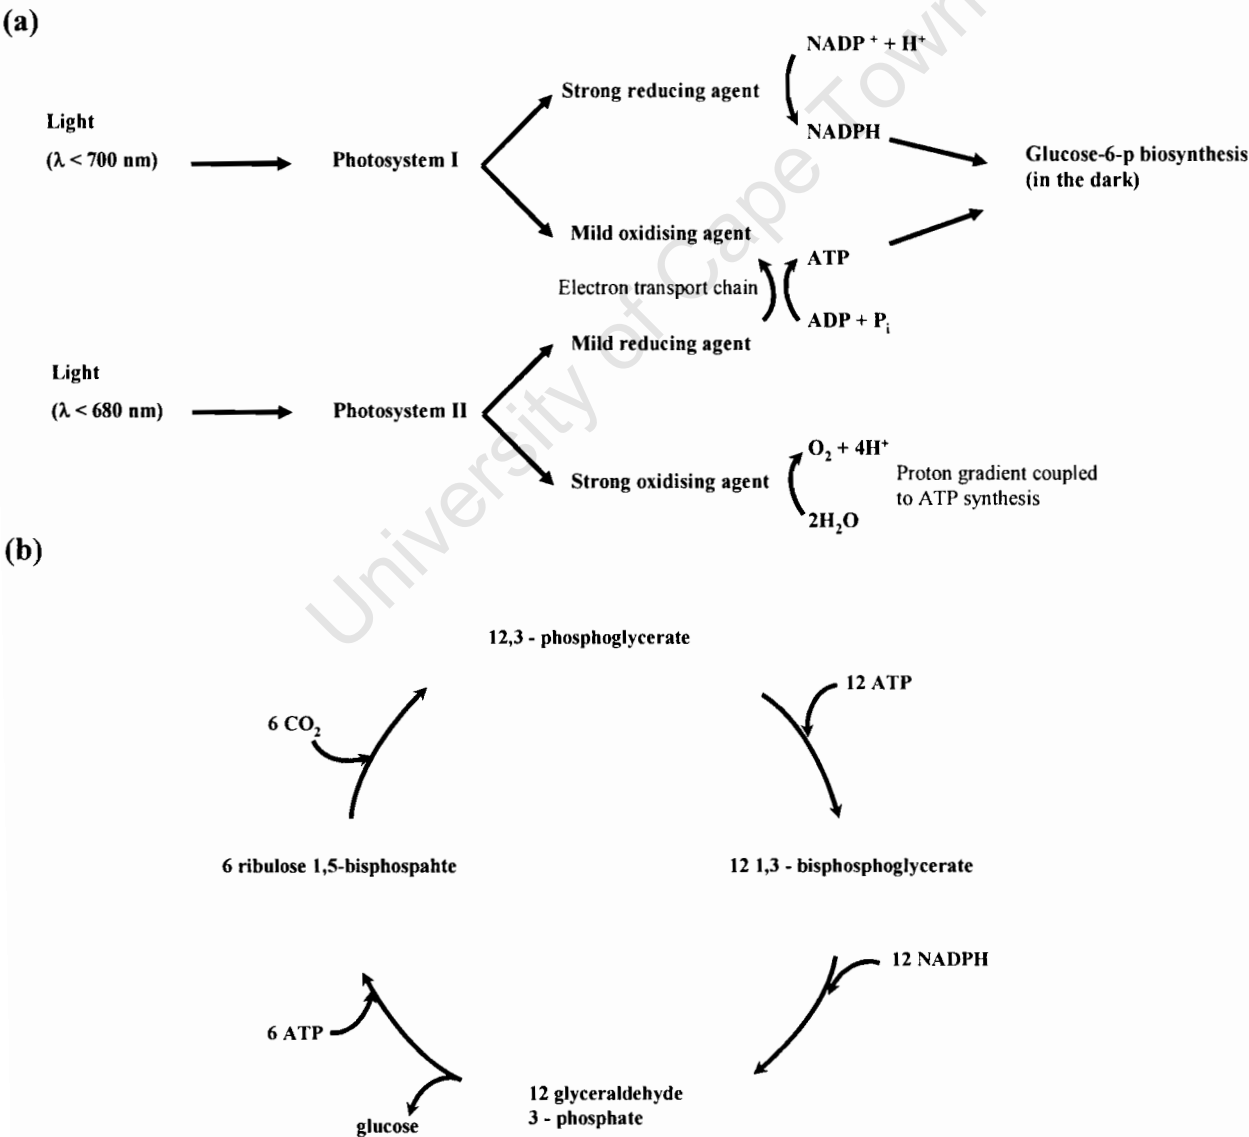 (a)
NADP⁺ + H⁺
Strong reducing agent
Light
(λ < 700 nm)
Photosystem I
NADPH
Glucose-6-p biosynthesis
(in the dark)
Mild oxidising agent
ATP
Electron transport chain
ADP + Pᵢ
Mild reducing agent
Light
(λ < 680 nm)
Photosystem II
O₂ + 4H⁺
Strong oxidising agent
Proton gradient coupled
to ATP synthesis
2H₂O
(b)
12,3 - phosphoglycerate
12 ATP
6 CO₂
6 ribulose 1,5-bisphospahte
12 1,3 - bisphosphoglycerate
12 NADPH
6 ATP
12 glyceraldehyde
3 - phosphate
glucose
University of Cape Town